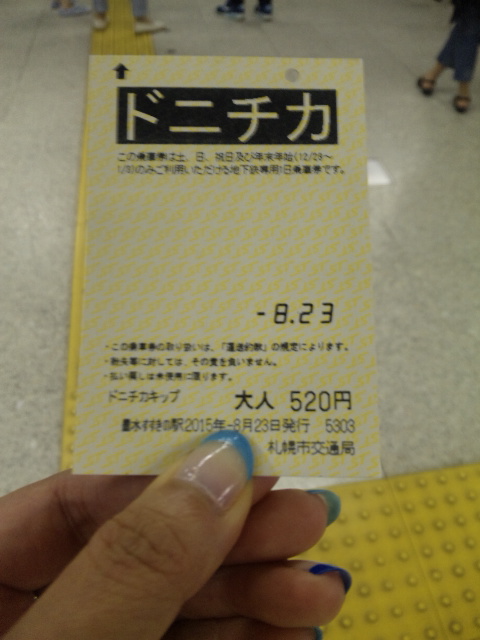 ドニチカ
この乗車券は土、日、祝日及び年末年始(12/29〜
1/3)のみご利用いただける地下鉄専用1日乗車券です。
-8.23
・この乗車券の取り扱いは、「運送約款」の規定によります。
・紛失等に対しては、その責を負いません。
・払い戻しは未使用に限ります。
ドニチカキップ 大人 520円
豊水すすきの駅2015年-8月23日発行 5303
札幌市交通局